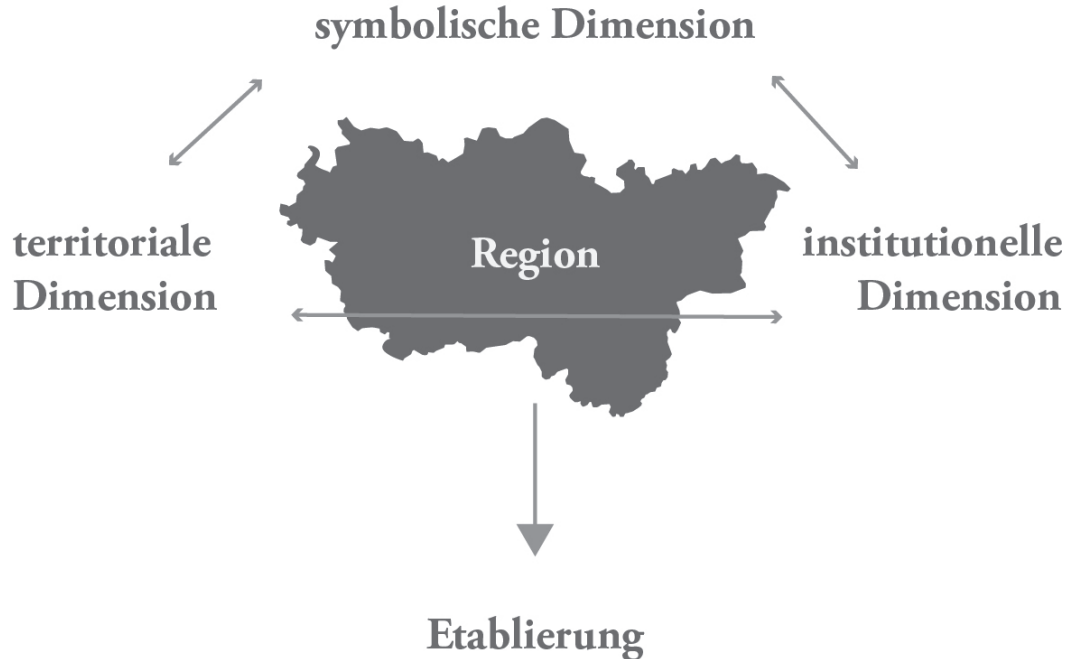 symbolische Dimension
territoriale
Dimension
Region
institutionelle
Dimension
Etablierung